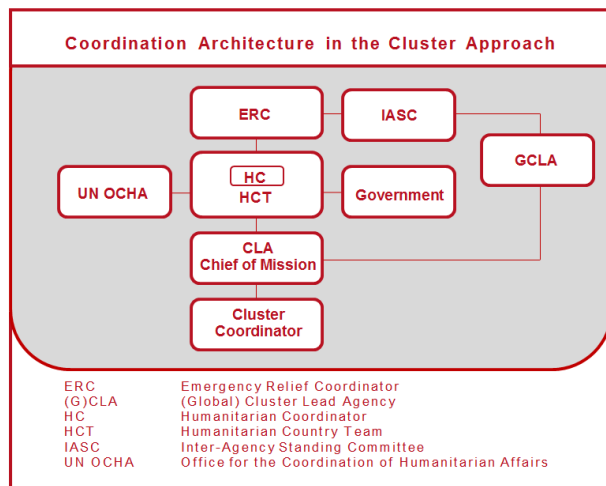 Coordination Architecture in the Cluster Approach
ERC
IASC
GCLA
UN OCHA
HC
HCT
Government
CLA
Chief of Mission
Cluster
Coordinator
ERC Emergency Relief Coordinator
(G)CLA (Global) Cluster Lead Agency
HC Humanitarian Coordinator
HCT Humanitarian Country Team
IASC Inter-Agency Standing Committee
UN OCHA Office for the Coordination of Humanitarian Affairs